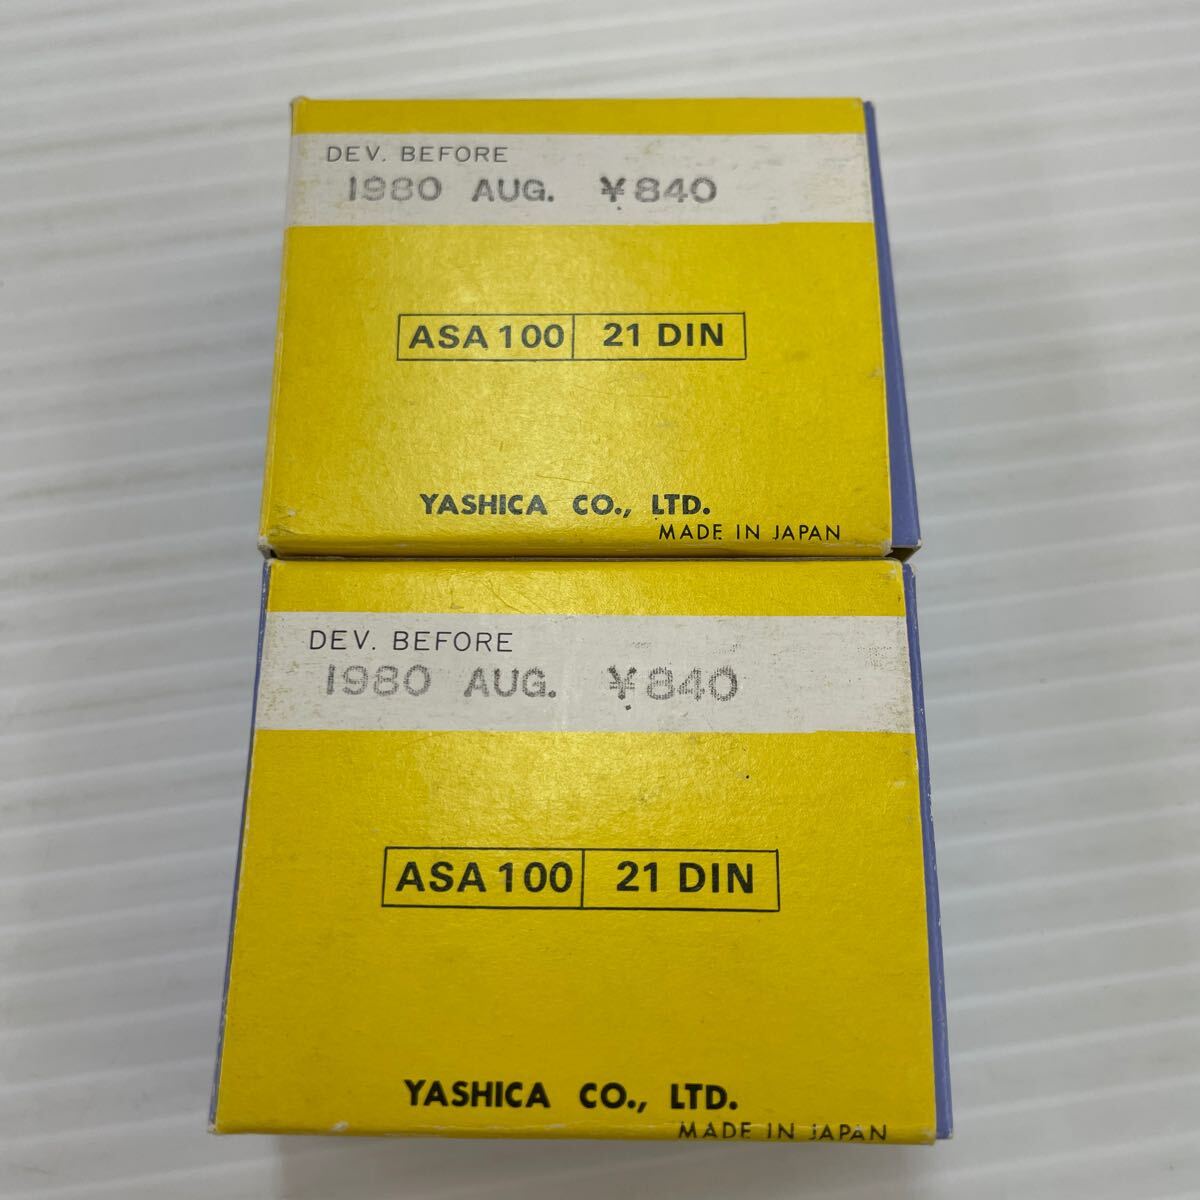 DEV. BEFORE
1980 AUG. ¥840
ASA 100 21 DIN
YASHICA CO., LTD.
MADE IN JAPAN
DEV. BEFORE
1980 AUG. ¥840
ASA 100 21 DIN
YASHICA CO., LTD.
MADE IN JAPAN